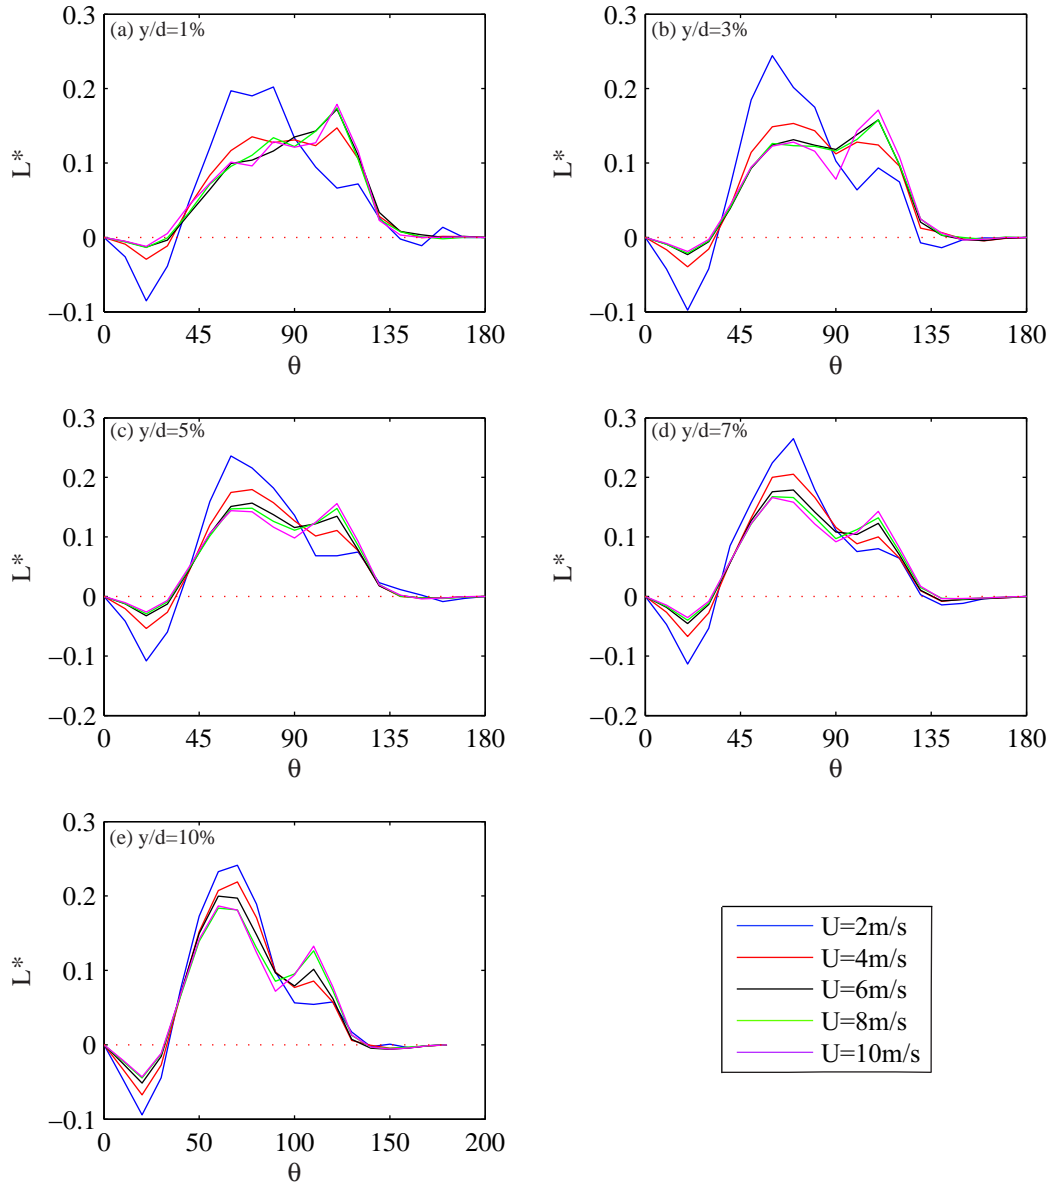 (a) y/d=1%
0.3
0.2
0.1
0
−0.1
L*
0 45 90 135 180
θ
(b) y/d=3%
0.3
0.2
0.1
0
−0.1
L*
0 45 90 135 180
θ
(c) y/d=5%
0.3
0.2
0.1
0
−0.1
−0.2
L*
0 45 90 135 180
θ
(d) y/d=7%
0.3
0.2
0.1
0
−0.1
−0.2
L*
0 45 90 135 180
θ
(e) y/d=10%
0.3
0.2
0.1
0
−0.1
L*
0 50 100 150 200
θ
U=2m/s
U=4m/s
U=6m/s
U=8m/s
U=10m/s